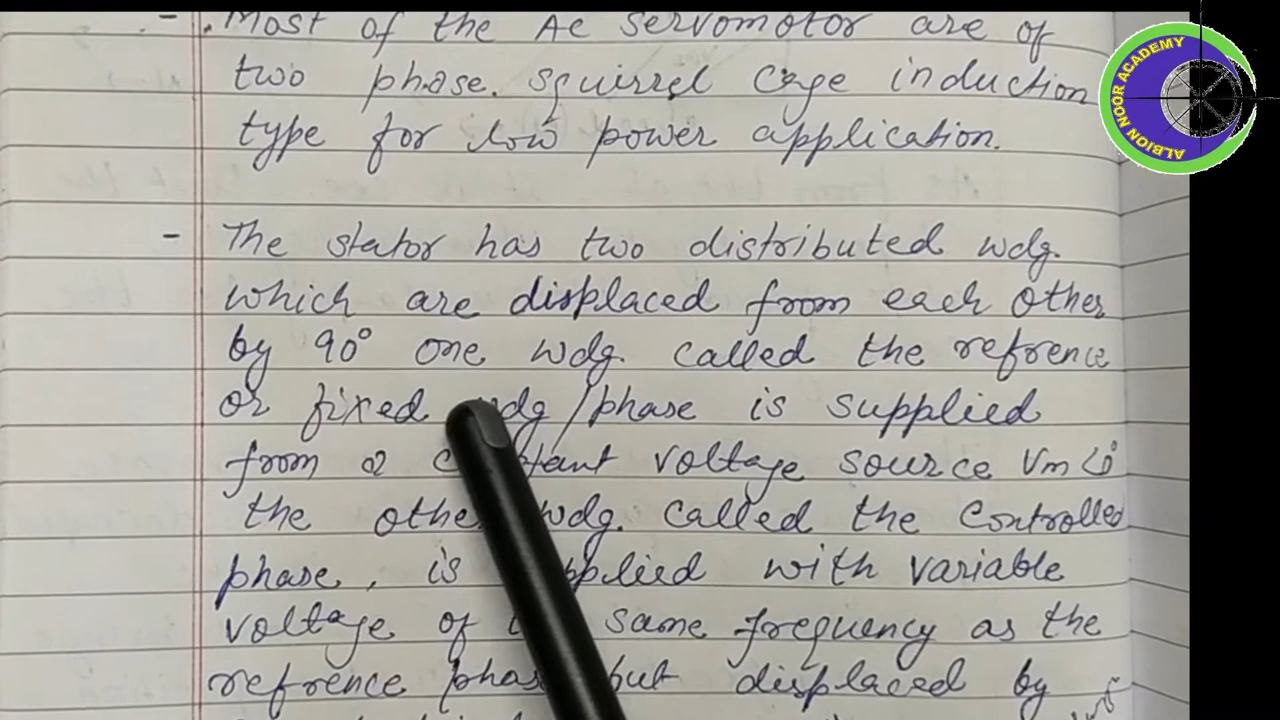 - Most of the Ac servomotor are of
two phase. squirrel Cage induction
type for low power application.
- The stator has two distributed wdg.
which are displaced from each other
by 90° one wdg. called the refrence
or fixed wdg/phase is supplied
from a voltage source Vm<0°
the other wdg. called the Controlled
phase, is with variable
voltage of same frequency as the
refrence phase but displaced by
ALBION NOOR ACADEMY